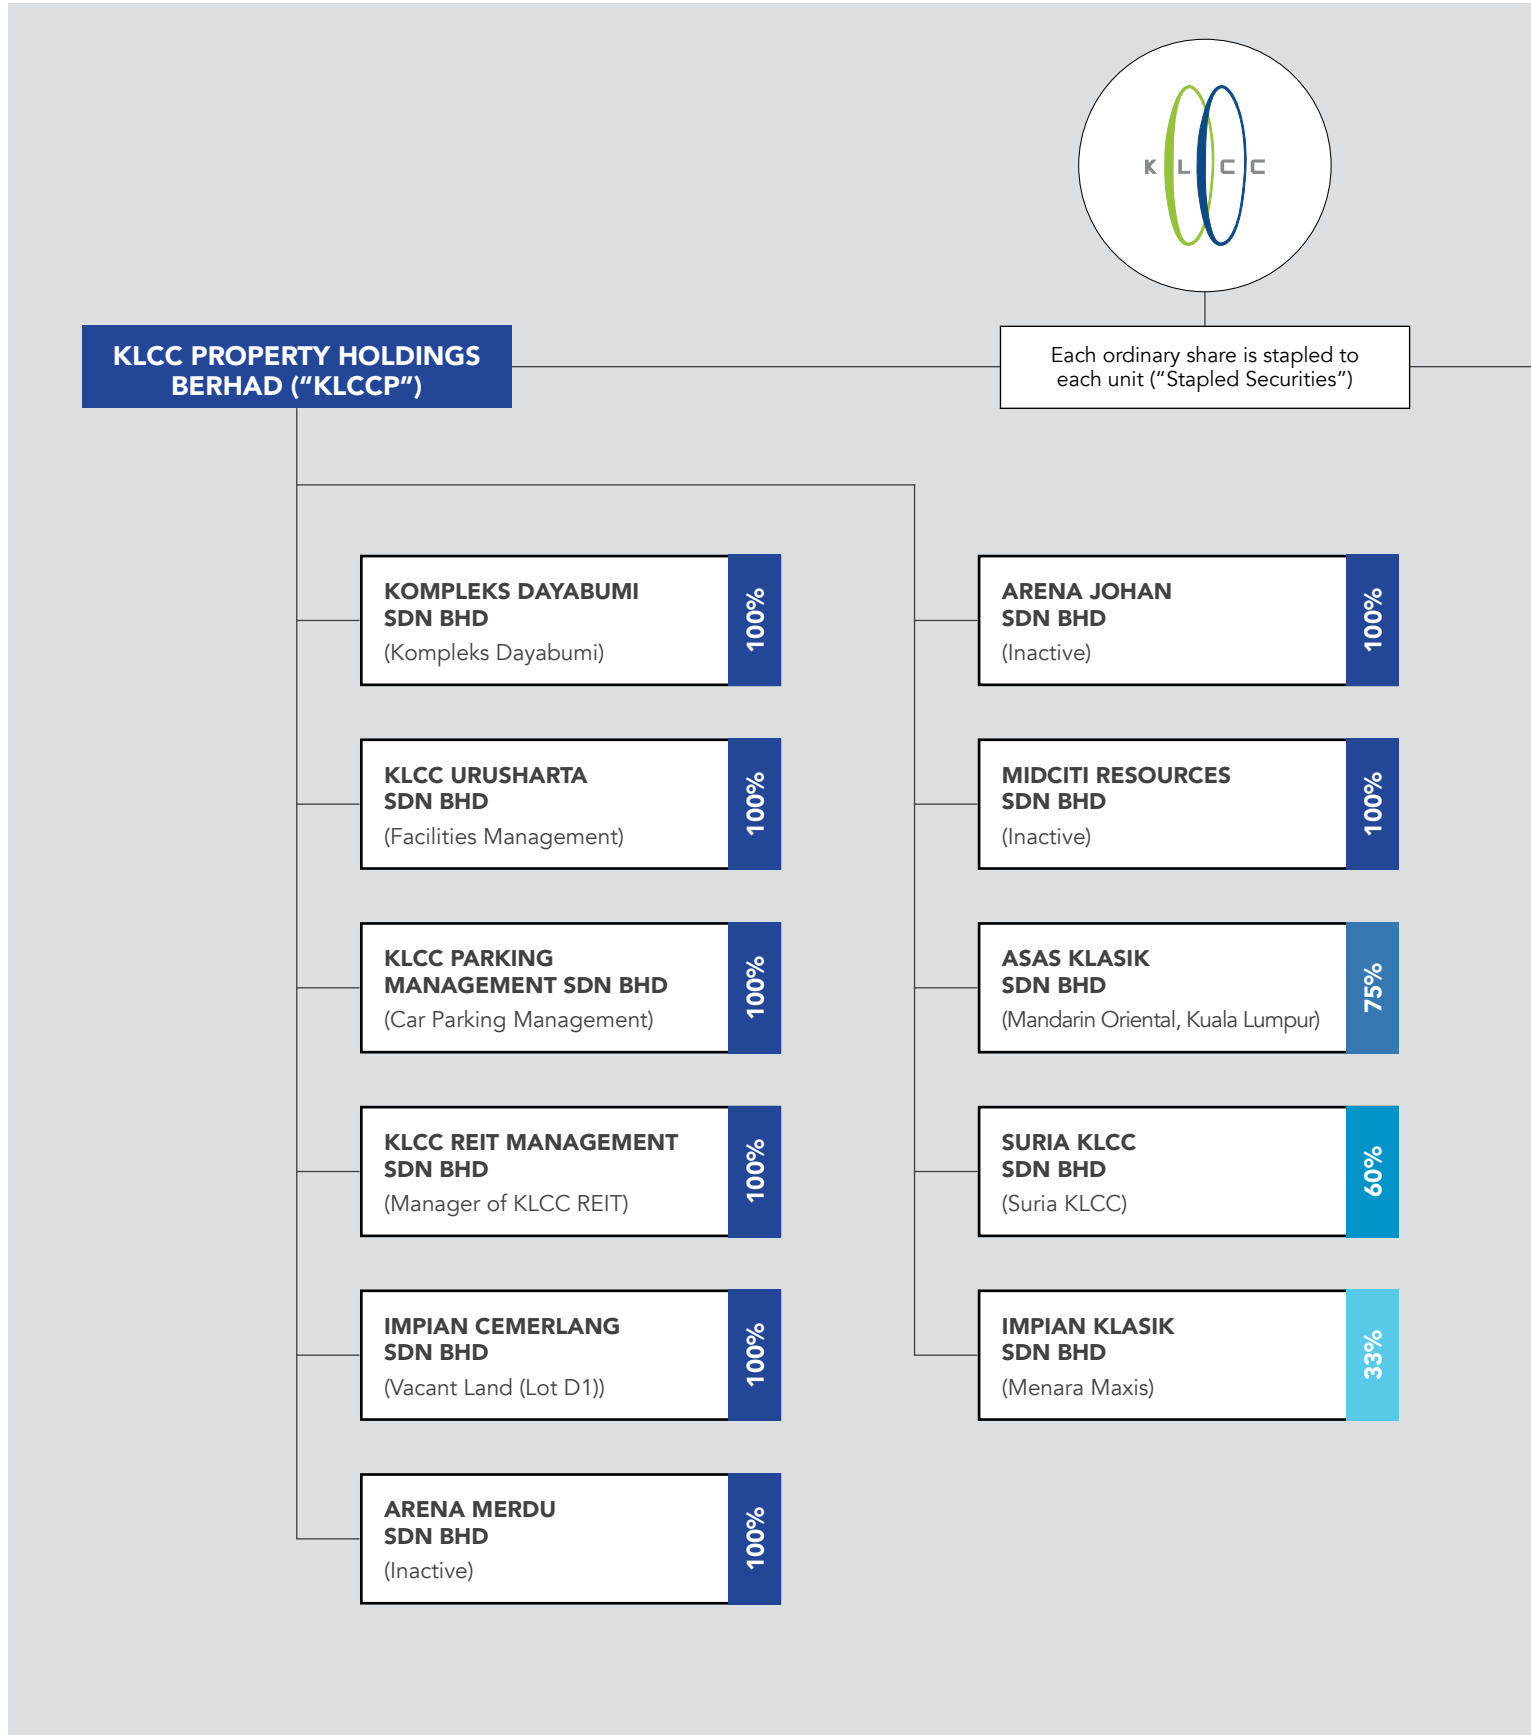 K L C C
Each ordinary share is stapled to
each unit (“Stapled Securities”)
KLCC PROPERTY HOLDINGS
BERHAD (“KLCCP”)
KOMPLEKS DAYABUMI
SDN BHD
(Kompleks Dayabumi)
100%
KLCC URUSHARTA
SDN BHD
(Facilities Management)
100%
KLCC PARKING
MANAGEMENT SDN BHD
(Car Parking Management)
100%
KLCC REIT MANAGEMENT
SDN BHD
(Manager of KLCC REIT)
100%
IMPIAN CEMERLANG
SDN BHD
(Vacant Land (Lot D1))
100%
ARENA MERDU
SDN BHD
(Inactive)
100%
ARENA JOHAN
SDN BHD
(Inactive)
100%
MIDCITI RESOURCES
SDN BHD
(Inactive)
100%
ASAS KLASIK
SDN BHD
(Mandarin Oriental, Kuala Lumpur)
75%
SURIA KLCC
SDN BHD
(Suria KLCC)
60%
IMPIAN KLASIK
SDN BHD
(Menara Maxis)
33%